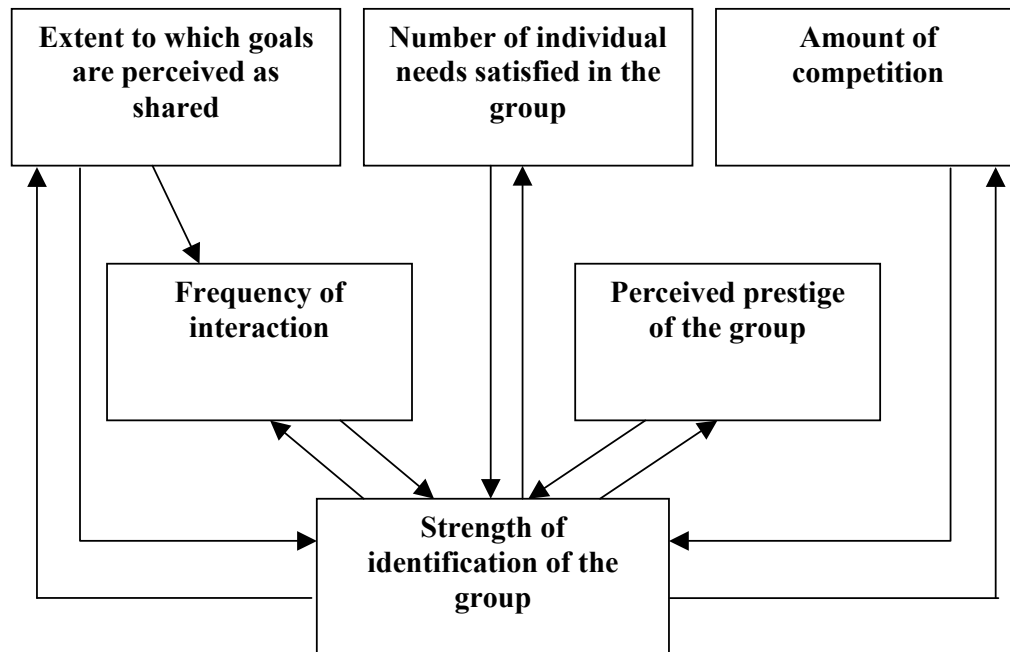 Extent to which goals
are perceived as
shared
Number of individual
needs satisfied in the
group
Amount of
competition
Frequency of
interaction
Perceived prestige
of the group
Strength of
identification of the
group